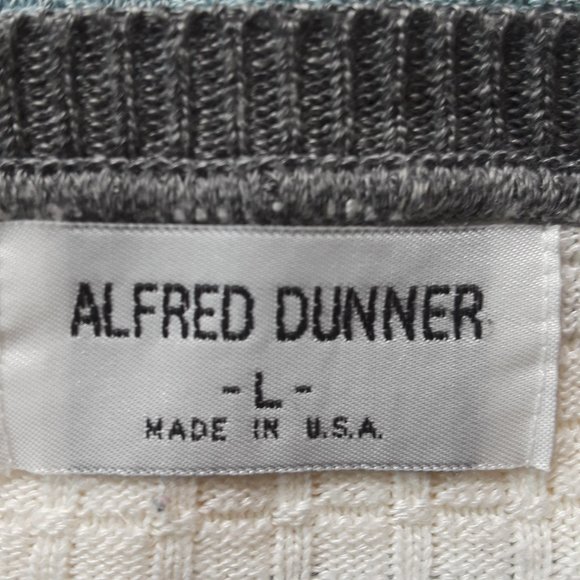 ALFRED DUNNER
- L -
MADE IN U.S.A.